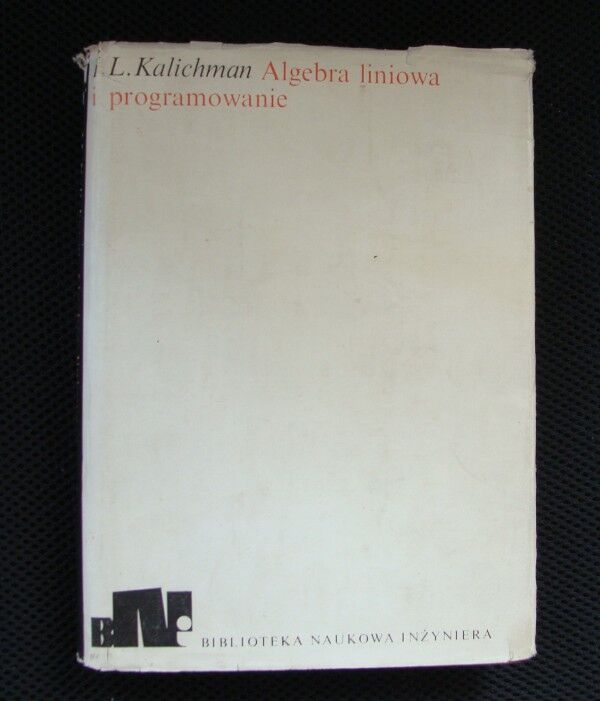 I. L. Kalichman Algebra liniowa
i programowanie
BNi
BIBLIOTEKA NAUKOWA INŻYNIERA